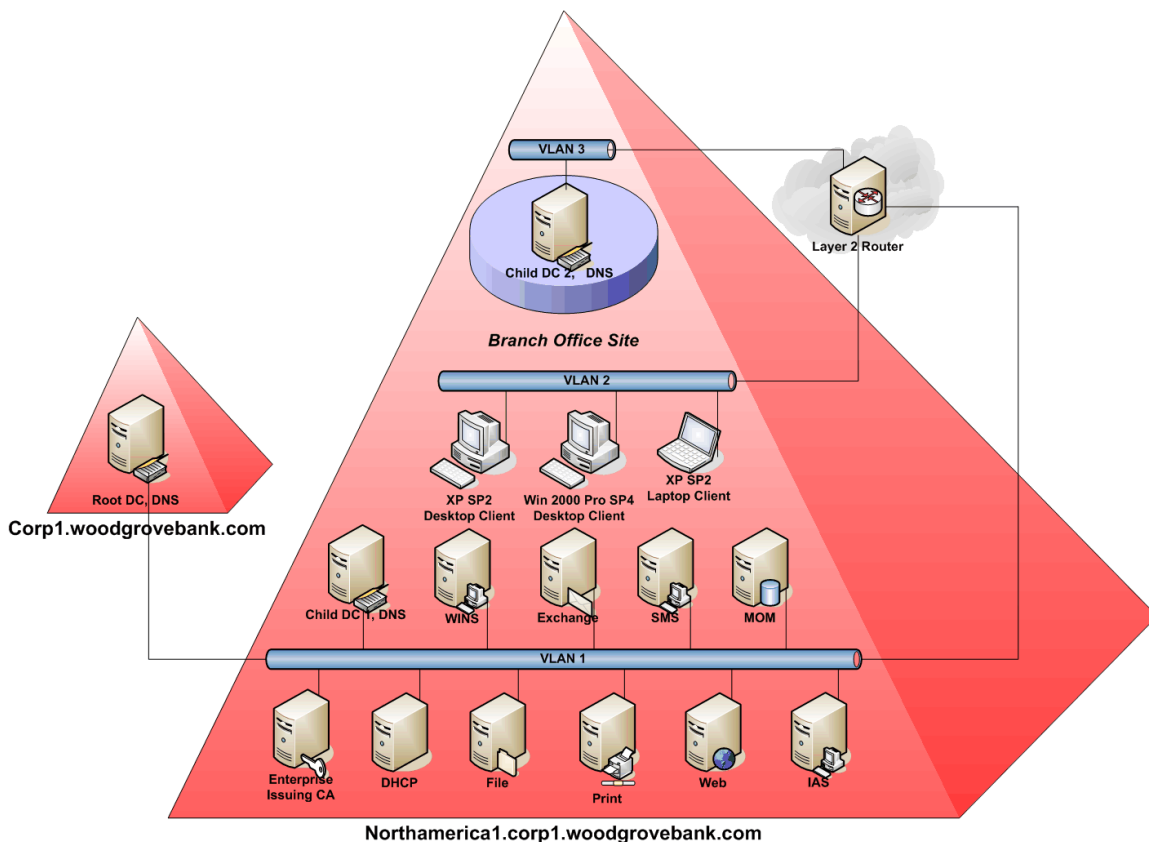 VLAN 3
Layer 2 Router
Child DC 2, DNS
Branch Office Site
VLAN 2
XP SP2
Desktop Client
Win 2000 Pro SP4
Desktop Client
XP SP2
Laptop Client
Root DC, DNS
Corp1.woodgrovebank.com
Child DC 1, DNS
WINS
Exchange
SMS
MOM
VLAN 1
Enterprise
Issuing CA
DHCP
File
Print
Web
IAS
Northamerica1.corp1.woodgrovebank.com